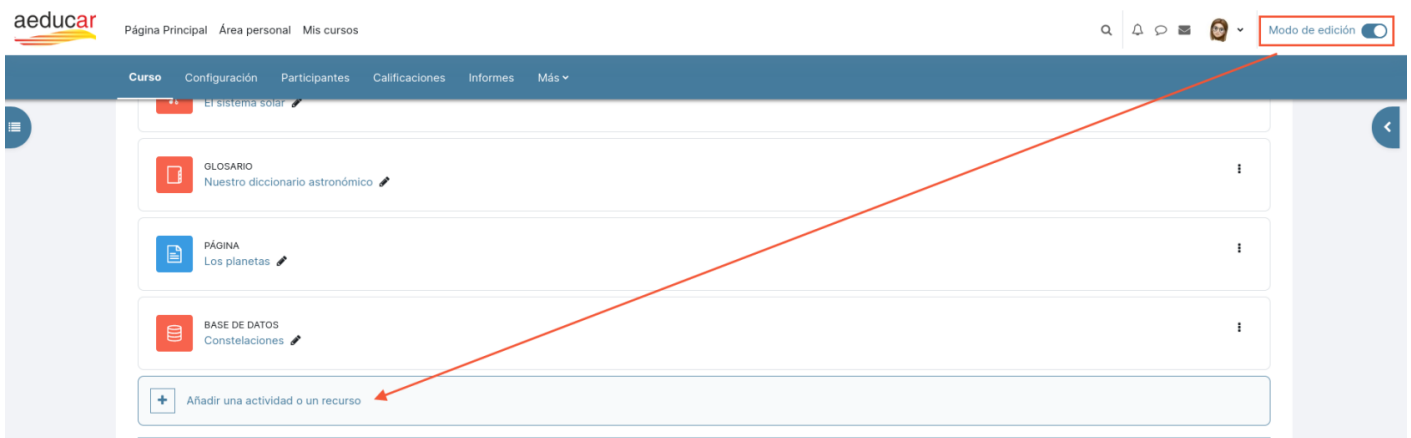 aeducar
Página Principal Área personal Mis cursos
Modo de edición
Curso Configuración Participantes Calificaciones Informes Más
El sistema solar
GLOSARIO
Nuestro diccionario astronómico
PÁGINA
Los planetas
BASE DE DATOS
Constelaciones
Añadir una actividad o un recurso